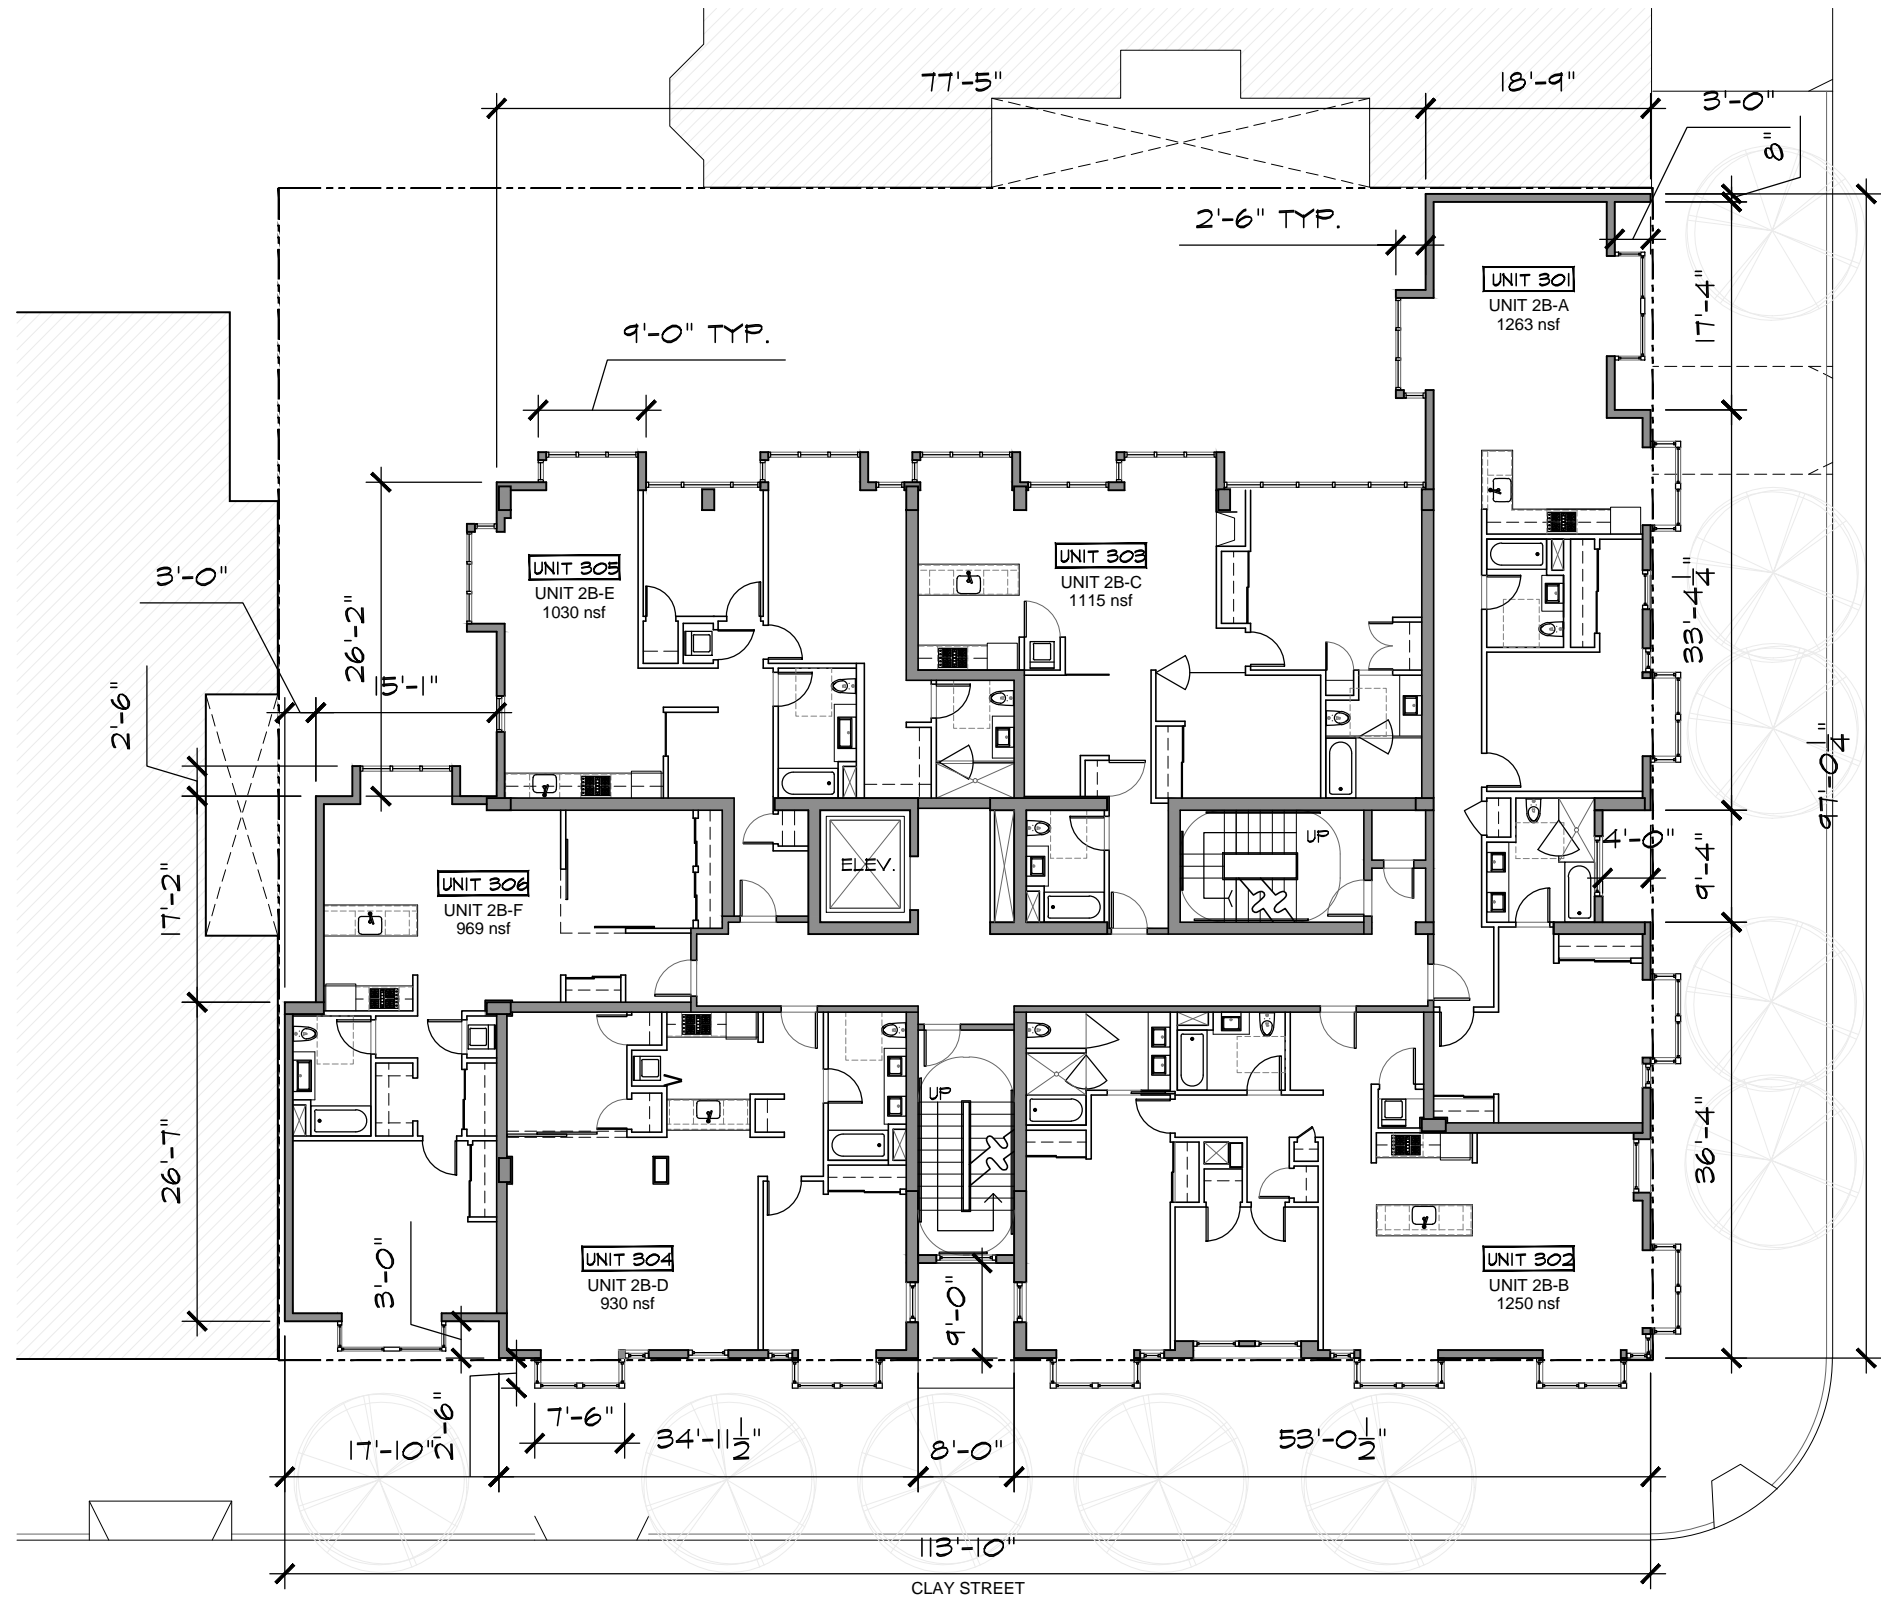 77'-5"
18'-9"
3'-0"
8"
2'-6" TYP.
UNIT 301
UNIT 2B-A
1263 nsf
17'-4"
9'-0" TYP.
UNIT 305
UNIT 2B-E
1030 nsf
UNIT 303
UNIT 2B-C
1115 nsf
3'-0"
26'-2"
15'-1"
2'-6"
33'-4 1/4"
97'-0 1/4"
UP
ELEV.
4'-0"
9'-4"
UNIT 306
UNIT 2B-F
969 nsf
17'-2"
UP
26'-7"
36'-4"
3'-0"
UNIT 304
UNIT 2B-D
930 nsf
9'-0"
UNIT 302
UNIT 2B-B
1250 nsf
2'-6"
7'-6"
17'-10"
34'-11 1/2"
8'-0"
53'-0 1/2"
113'-10"
CLAY STREET